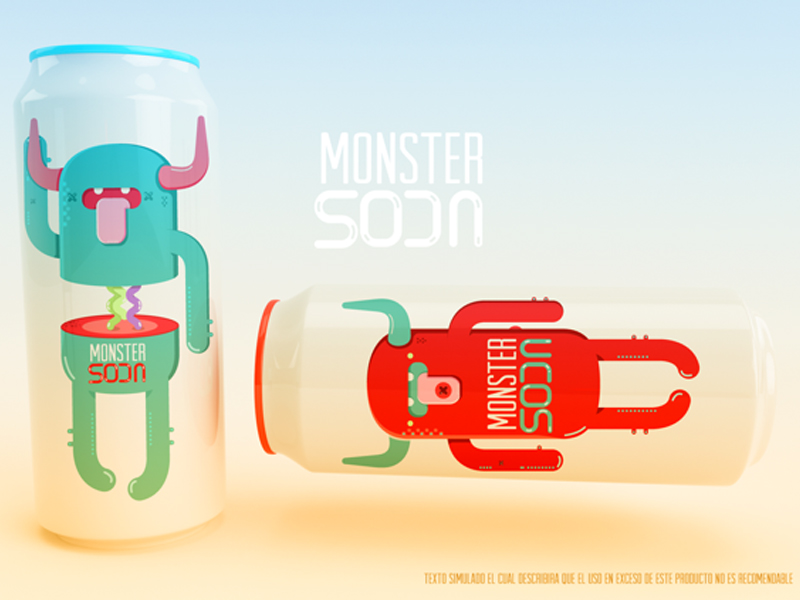 MONSTER
SODA
MONSTER
SODA
MONSTER
SODA
TEXTO SIMULADO EL CUAL DESCRIBIRA QUE EL USO EN EXCESO DE ESTE PRODUCTO NO ES RECOMENDABLE